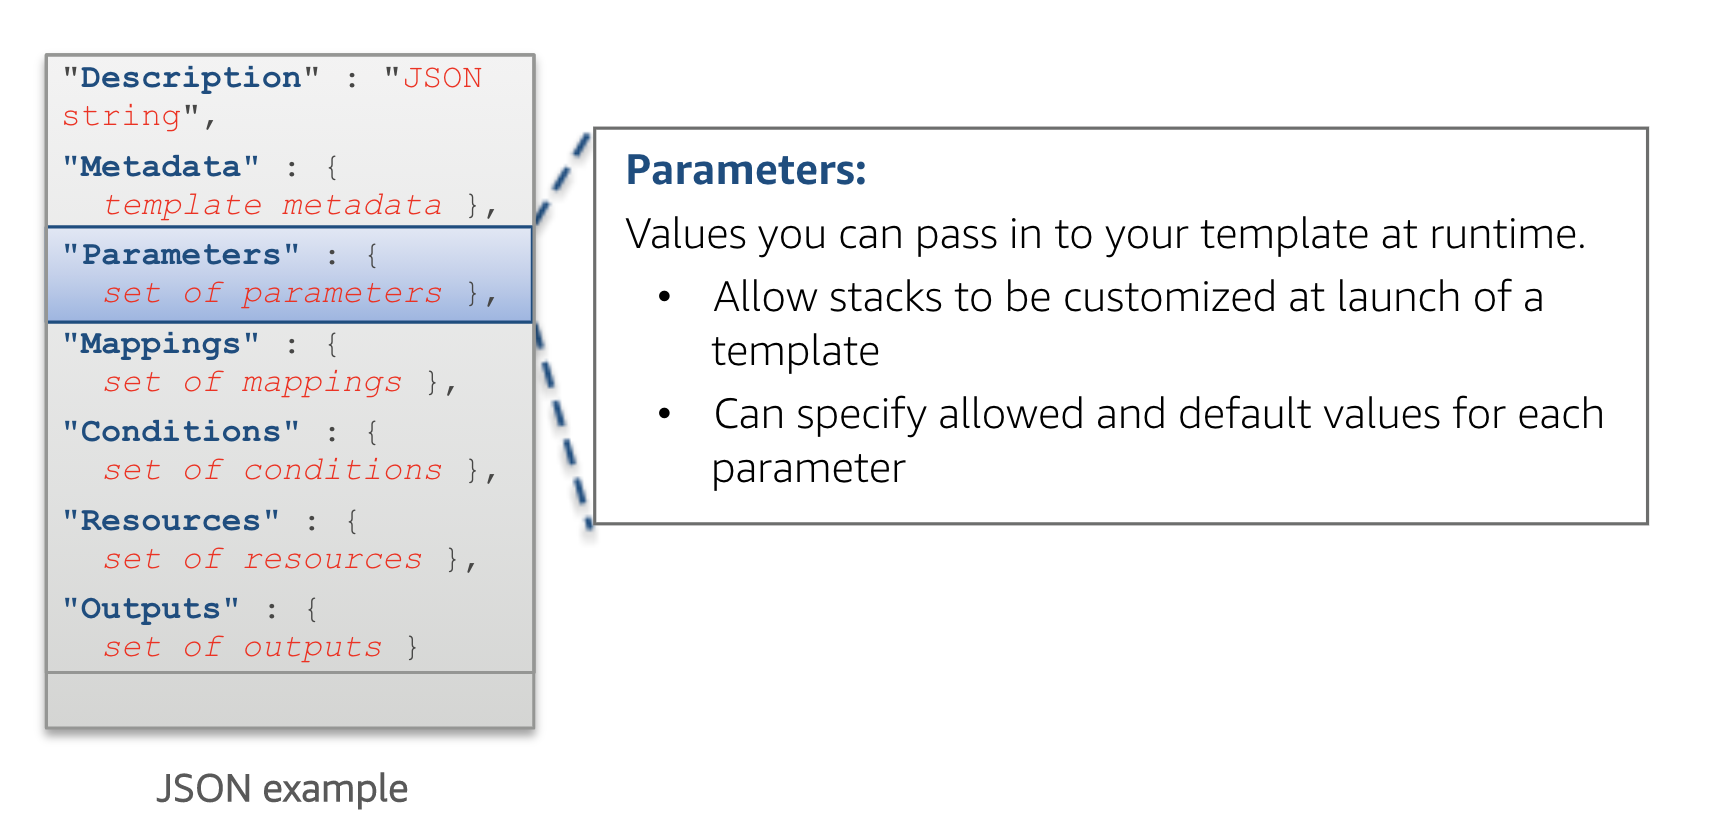 "Description" : "JSON
string",
"Metadata" : {
template metadata },
"Parameters" : {
set of parameters },
"Mappings" : {
set of mappings },
"Conditions" : {
set of conditions },
"Resources" : {
set of resources },
"Outputs" : {
set of outputs }
JSON example
Parameters:
Values you can pass in to your template at runtime.
• Allow stacks to be customized at launch of a
template
• Can specify allowed and default values for each
parameter